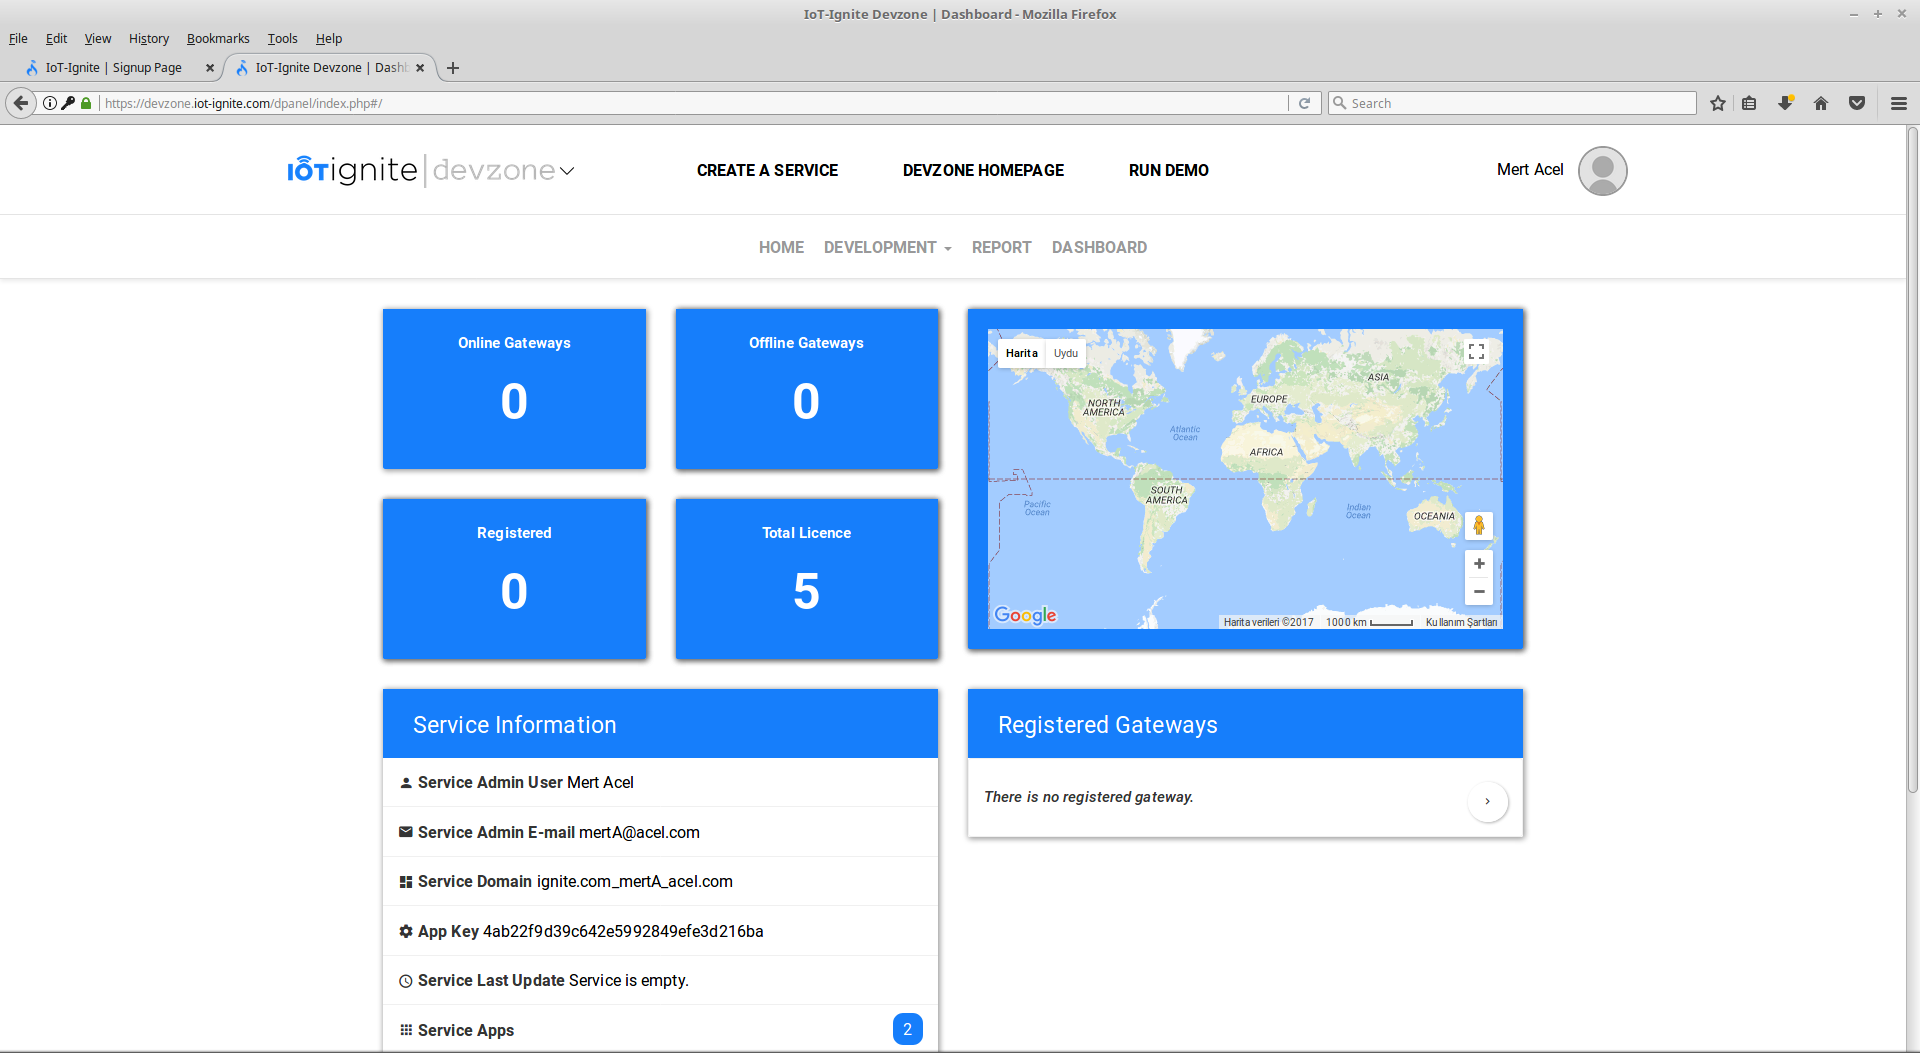 IoT-Ignite Devzone | Dashboard - Mozilla Firefox
File Edit View History Bookmarks Tools Help
IoT-Ignite | Signup Page
IoT-Ignite Devzone | Dashb
https://devzone.iot-ignite.com/dpanel/index.php#/
Search
IOTignite | devzone
CREATE A SERVICE
DEVZONE HOMEPAGE
RUN DEMO
Mert Acel
HOME
DEVELOPMENT
REPORT
DASHBOARD
Online Gateways
0
Offline Gateways
0
Registered
0
Total Licence
5
Harita
Uydu
NORTH
AMERICA
EUROPE
ASIA
Atlantic
Ocean
AFRICA
SOUTH
AMERICA
Pacific
Ocean
Indian
Ocean
OCEANIA
Google
Harita verileri ©2017
1000 km
Kullanım Şartları
Service Information
Service Admin User Mert Acel
Service Admin E-mail mertA@acel.com
Service Domain ignite.com_mertA_acel.com
App Key 4ab22f9d39c642e5992849efe3d216ba
Service Last Update Service is empty.
Service Apps 2
Registered Gateways
There is no registered gateway.